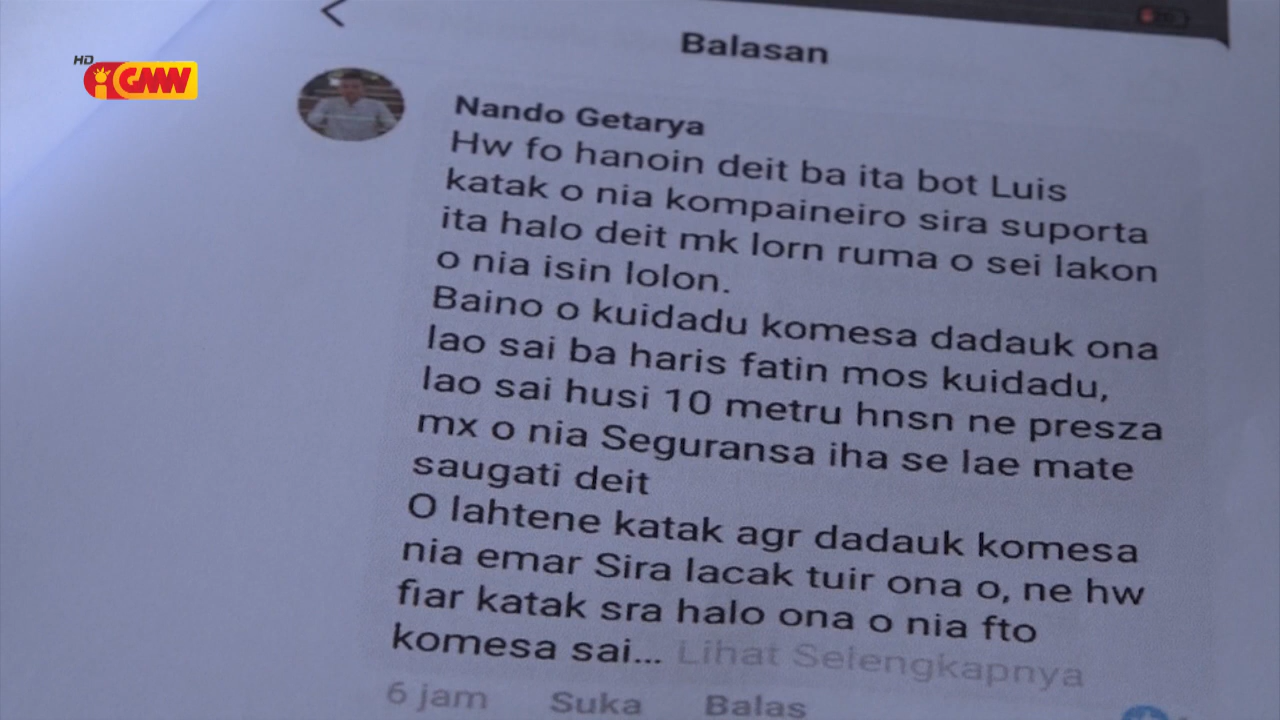 HD
GMN
Balasan
Nando Getarya
Hw fo hanoin deit ba ita bot Luis
katak o nia kompaineiro sira suporta
ita halo deit mk lorn ruma o sei lakon
o nia isin lolon.
Baino o kuidadu komesa dadauk ona
lao sai ba haris fatin mos kuidadu,
lao sai husi 10 metru hnsn ne presza
mx o nia Seguransa iha se lae mate
saugati deit
O lahtene katak agr dadauk komesa
nia emar Sira lacak tuir ona o, ne hw
fiar katak sra halo ona o nia fto
komesa sai... Lihat Selengkapnya
6 jam Suka Balas